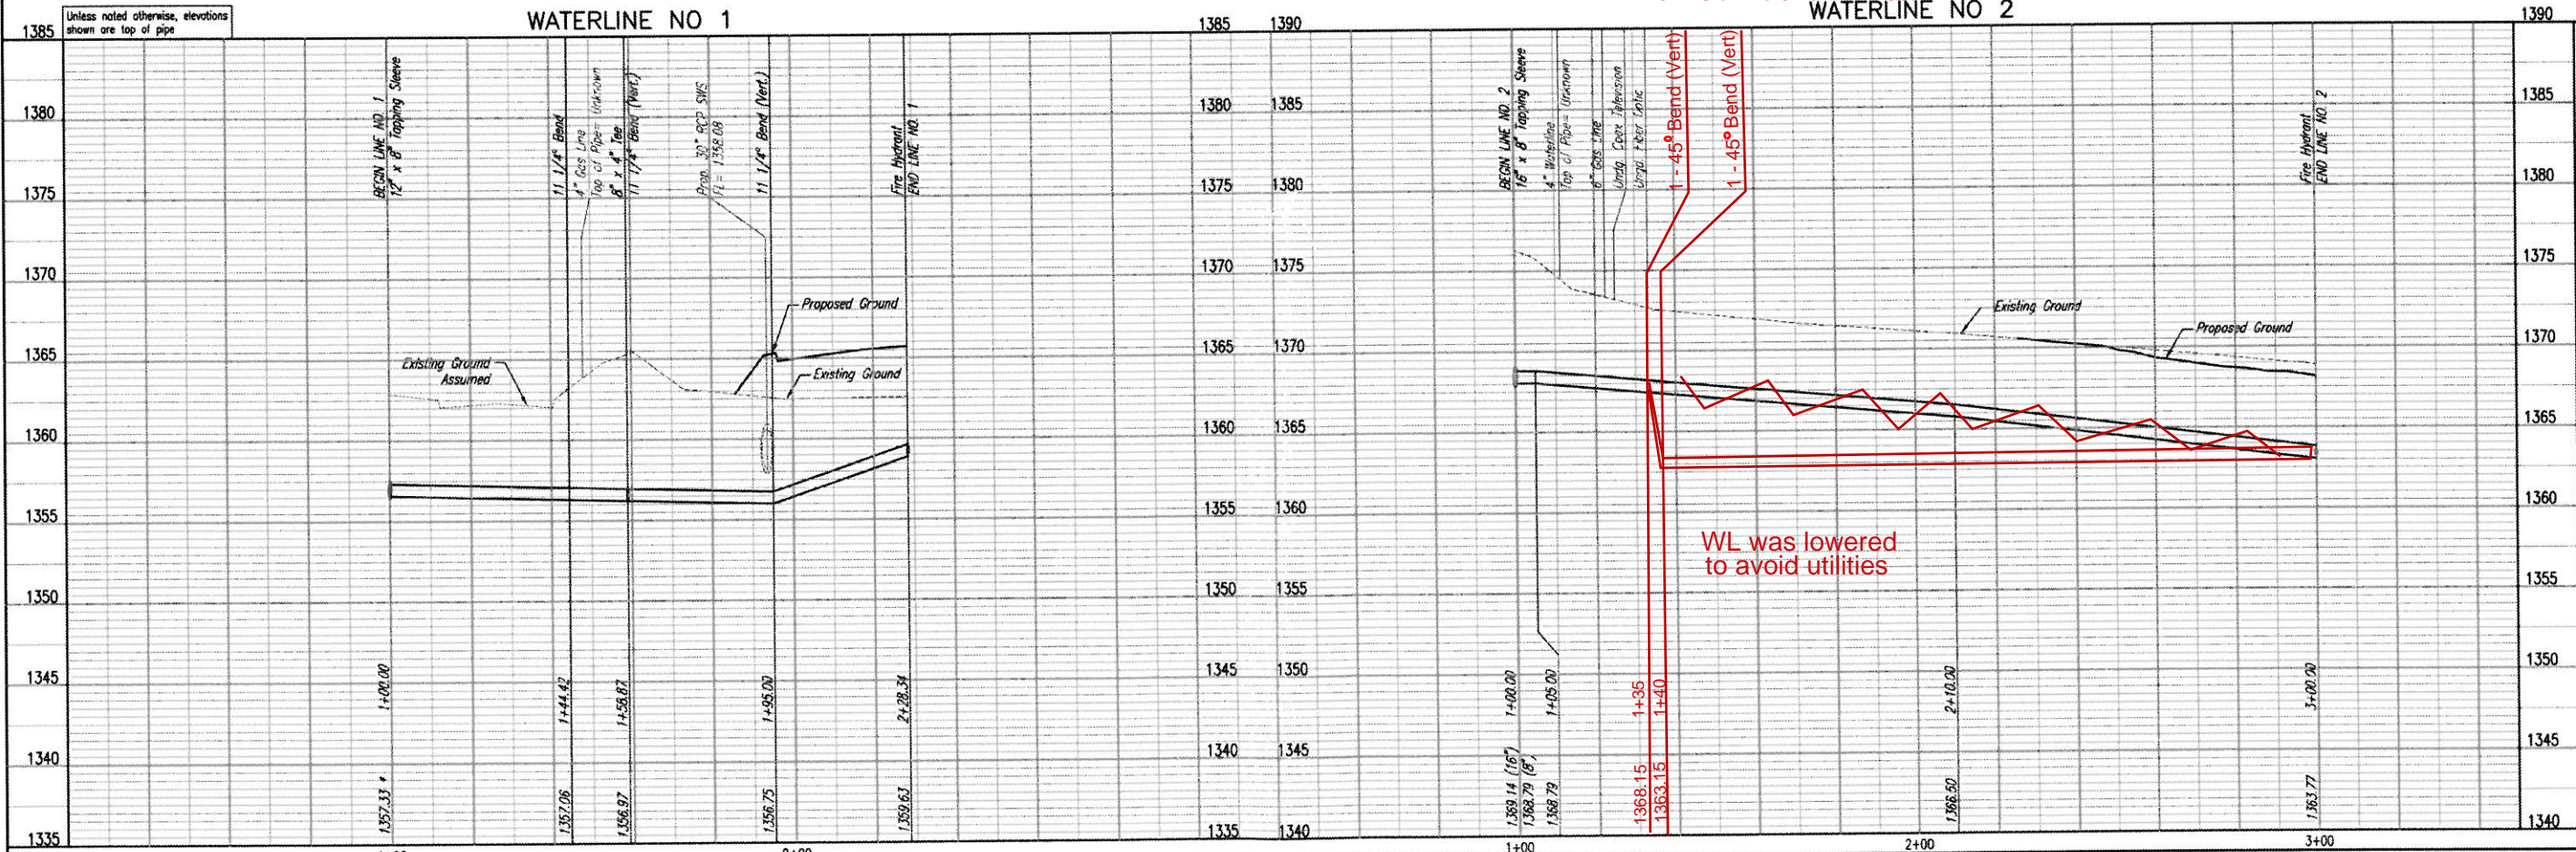 Unless noted otherwise, elevations
shown are top of pipe
WATERLINE NO 1
1385
1380
1375
1370
1365
1360
1355
1350
1345
1340
1335
BEGIN LINE NO. 1
12" x 8" Tapping Sleeve
11 1/4° Bend
4" Gas Line
Top of Pipe= Unknown
8" x 4" Tee
11 1/4° Bend (Vert.)
Prop. 30" RCP SWS
FL = 1358.08
11 1/4° Bend (Vert.)
Fire Hydrant
END LINE NO. 1
Existing Ground
Assumed
Proposed Ground
Existing Ground
1+00.00
1+44.42
1+58.87
1+95.00
2+28.34
1357.33 *
1357.06
1356.97
1356.75
1359.63
1385
1380
1375
1370
1365
1360
1355
1350
1345
1340
1335
WATERLINE NO 2
1390
1385
1380
1375
1370
1365
1360
1355
1350
1345
1340
BEGIN LINE NO. 2
16" x 8" Tapping Sleeve
4" Waterline
Top of Pipe= Unknown
6" Gas Line
Undg. Coax Television
Undg. Fiber Optic
1 - 45° Bend (Vert)
1 - 45° Bend (Vert)
Fire Hydrant
END LINE NO. 2
Existing Ground
Proposed Ground
WL was lowered
to avoid utilities
1+00.00
1+05.00
1+35
1+40
2+10.00
3+00.00
1369.14 (16")
1368.79 (8")
1368.79
1368.15
1363.15
1366.50
1363.77
1390
1385
1380
1375
1370
1365
1360
1355
1350
1345
1340
1+00
2+00
3+00